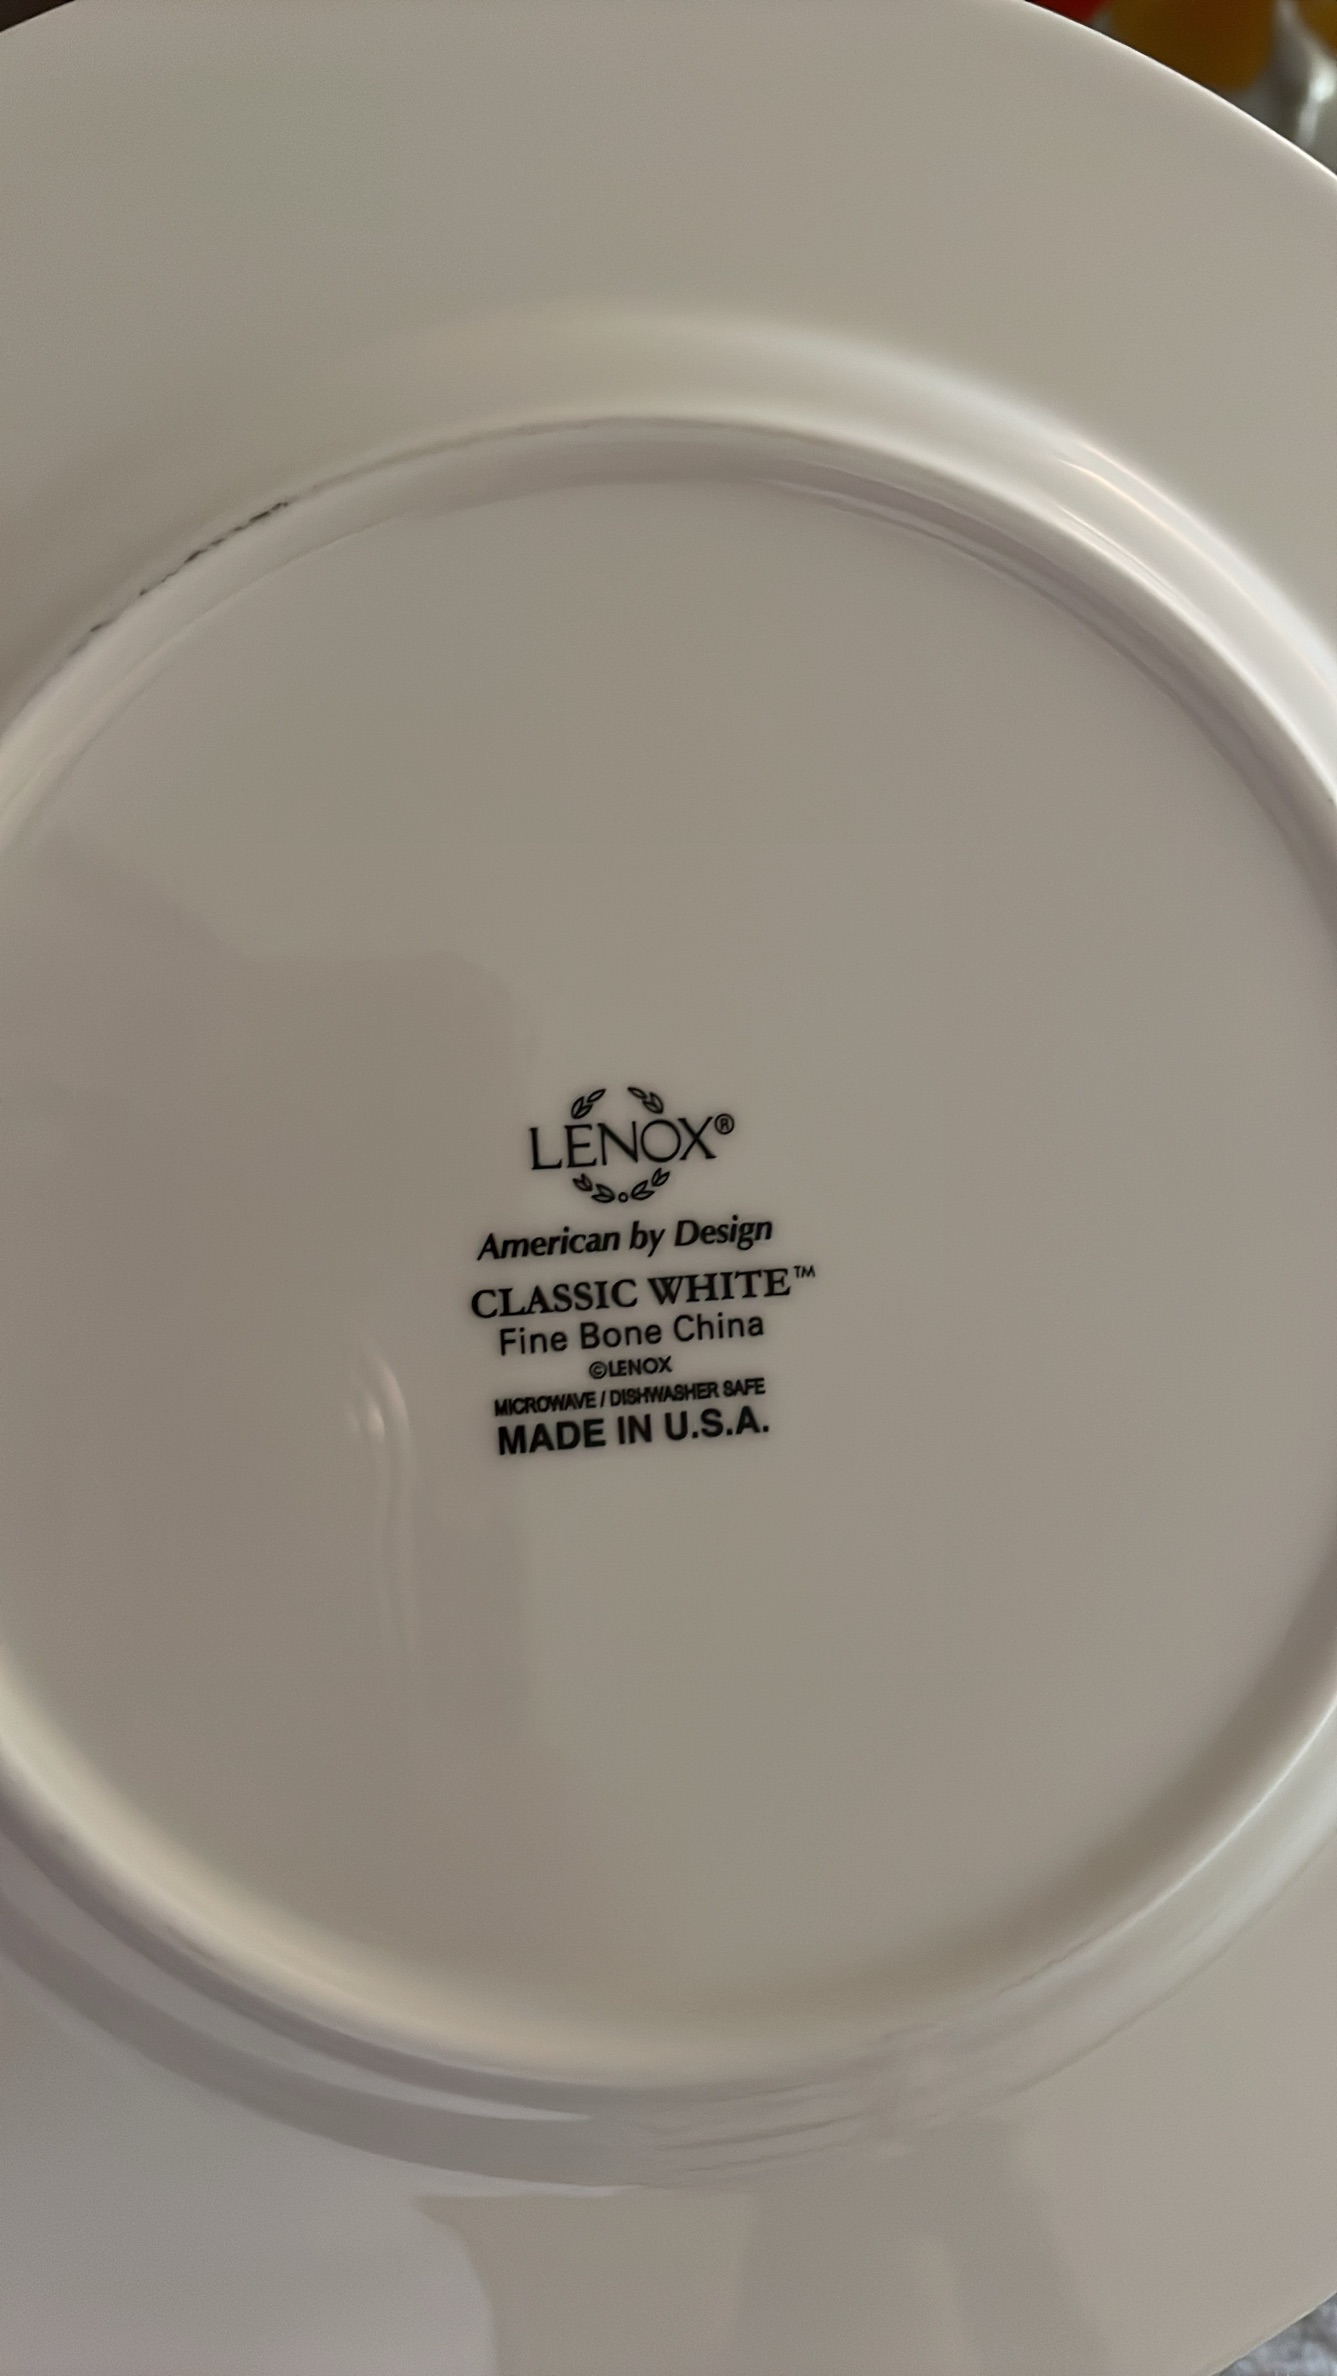 LENOX®
American by Design
CLASSIC WHITE™
Fine Bone China
©LENOX
MICROWAVE / DISHWASHER SAFE
MADE IN U.S.A.